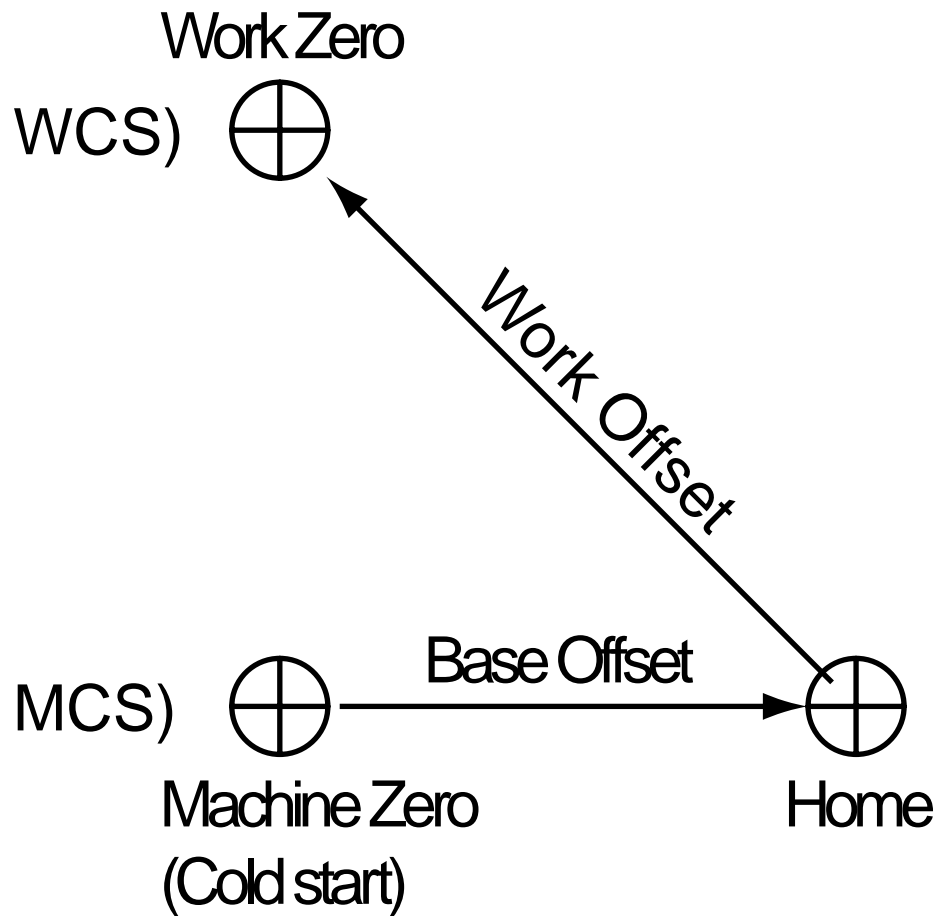 Work Zero
WCS)
Work Offset
Base Offset
MCS)
Machine Zero
(Cold start)
Home